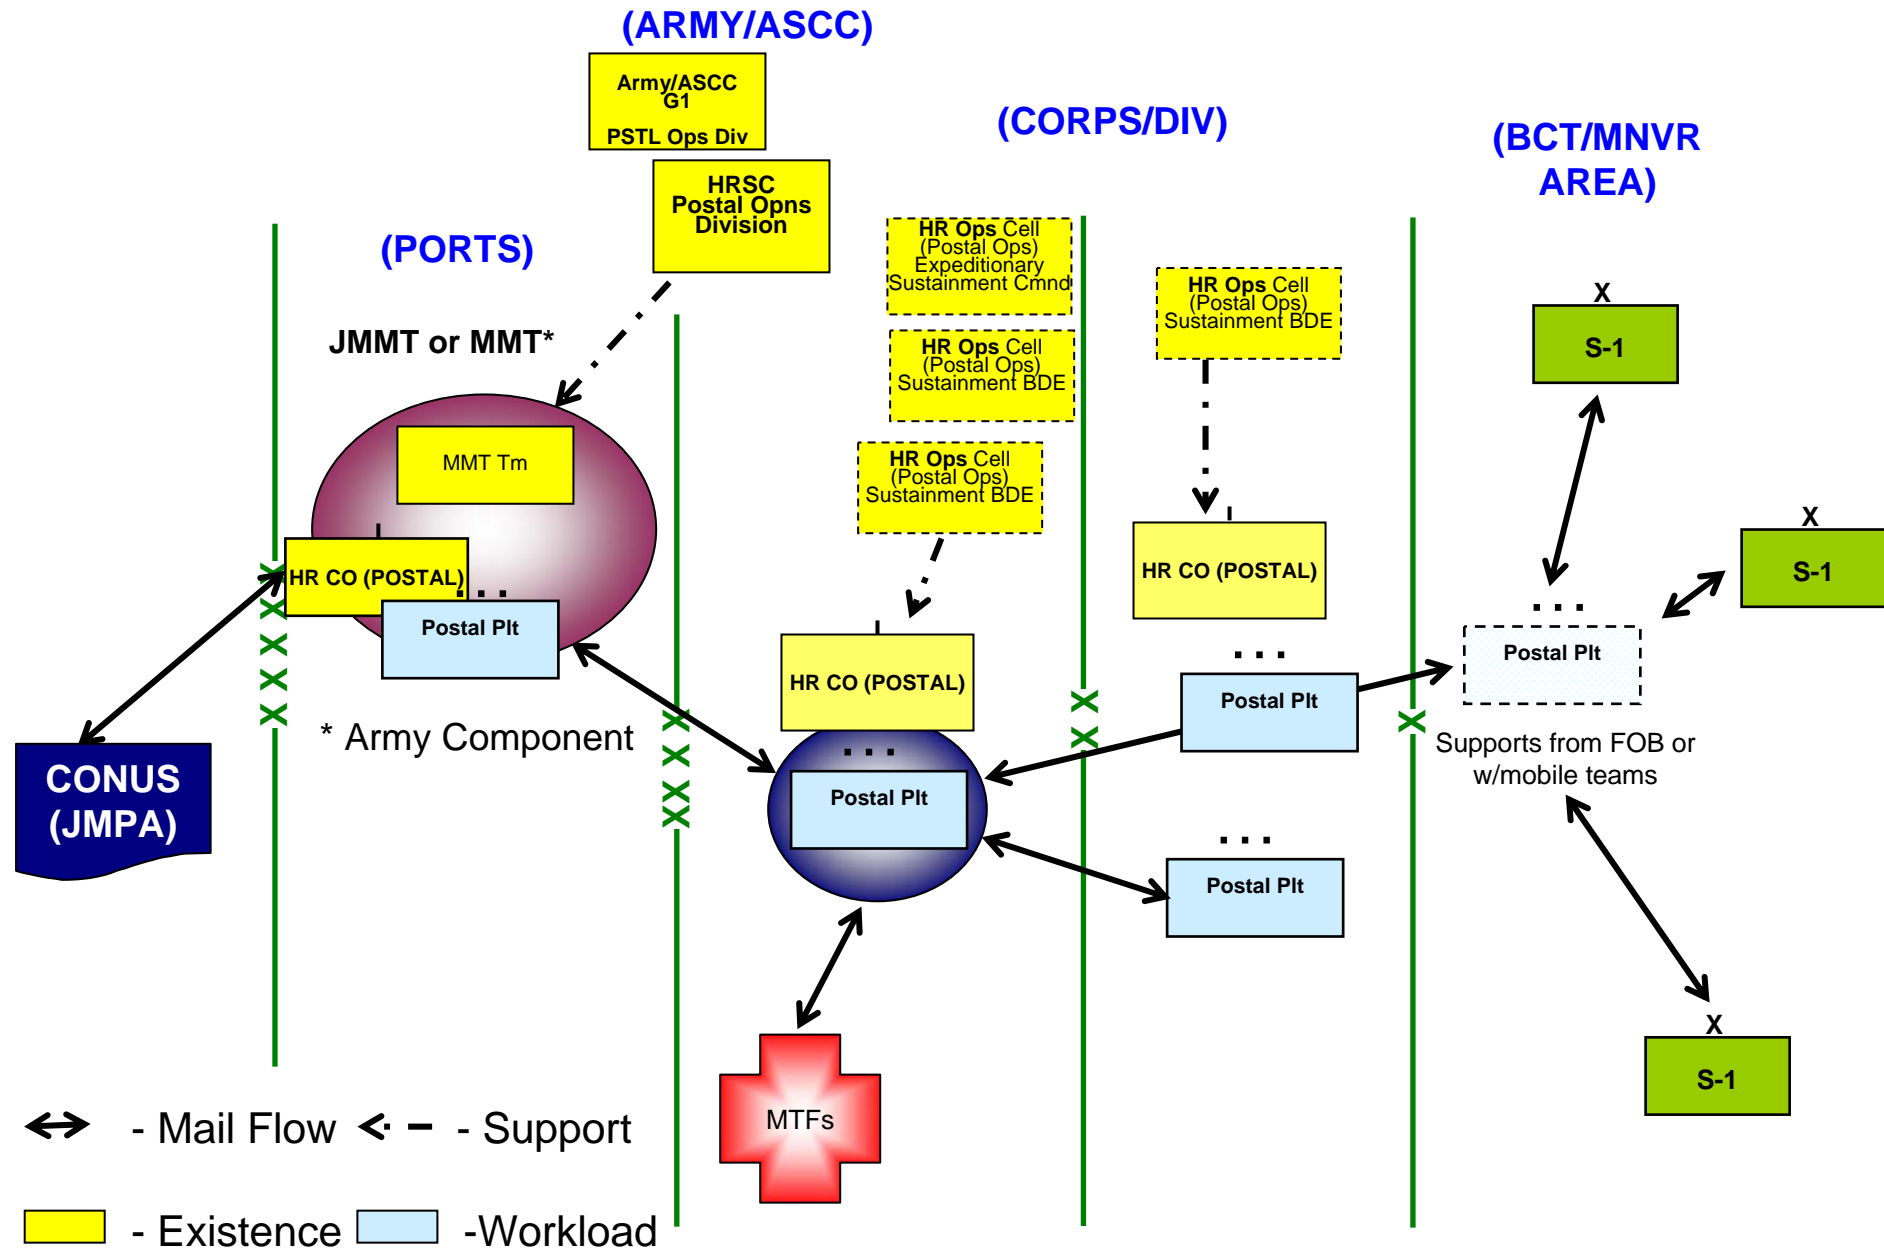 (ARMY/ASCC)
Army/ASCC
G1
PSTL Ops Div
HRSC
Postal Opns
Division
(CORPS/DIV)
(BCT/MNVR
AREA)
(PORTS)
JMMT or MMT*
MMT Tm
HR CO (POSTAL)
...
Postal Plt
* Army Component
CONUS
(JMPA)
X
X
X
X
X
HR Ops Cell
(Postal Ops)
Expeditionary
Sustainment Cmnd
HR Ops Cell
(Postal Ops)
Sustainment BDE
HR Ops Cell
(Postal Ops)
Sustainment BDE
HR CO (POSTAL)
...
Postal Plt
X
X
X
X
MTFs
HR Ops Cell
(Postal Ops)
Sustainment BDE
HR CO (POSTAL)
...
Postal Plt
...
Postal Plt
X
X
X
S-1
X
S-1
...
Postal Plt
X
Supports from FOB or
w/mobile teams
X
S-1
- Mail Flow
- Support
- Existence
-Workload